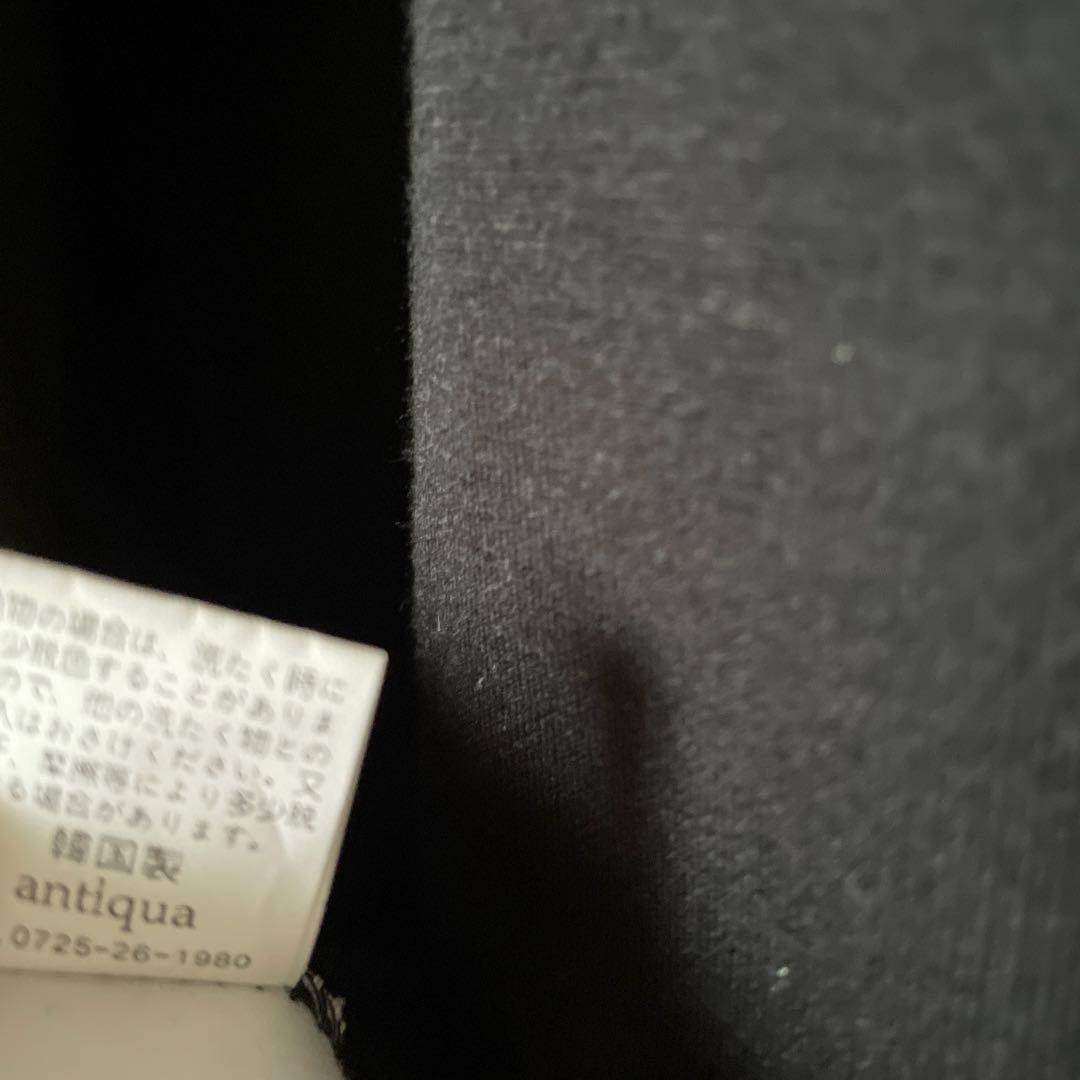 物の場合は、洗たく時に
少脱色することがありま
ので、他の洗たく物との
はおさけください。又
、摩擦等により多少脱
る場合があります。
韓国製
antiqua
0725-26-1980